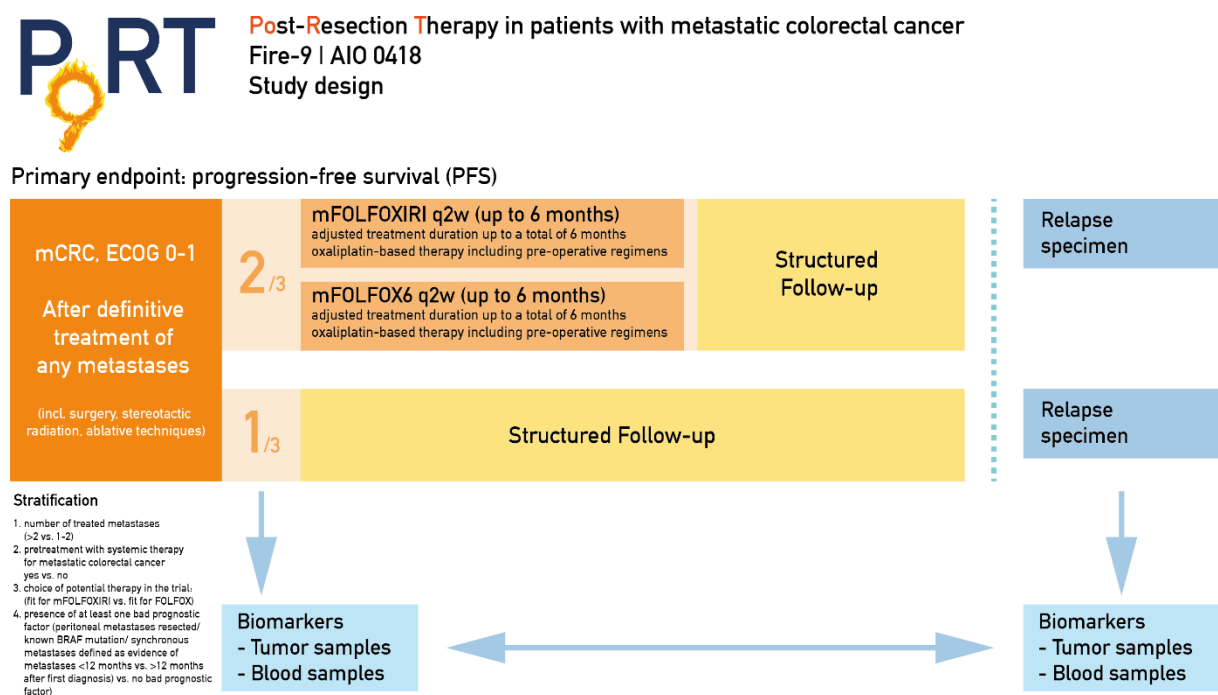 PORT
9
Post-Resection Therapy in patients with metastatic colorectal cancer
Fire-9 | AIO 0418
Study design
Primary endpoint: progression-free survival (PFS)
mCRC, ECOG 0-1
After definitive
treatment of
any metastases
(incl. surgery, stereotactic
radiation, ablative techniques)
2/3
mFOLFOXIRI q2w (up to 6 months)
adjusted treatment duration up to a total of 6 months
oxaliplatin-based therapy including pre-operative regimens
mFOLFOX6 q2w (up to 6 months)
adjusted treatment duration up to a total of 6 months
oxaliplatin-based therapy including pre-operative regimens
Structured
Follow-up
Relapse
specimen
1/3
Structured Follow-up
Relapse
specimen
Stratification
1. number of treated metastases
(>2 vs. 1-2)
2. pretreatment with systemic therapy
for metastatic colorectal cancer
yes vs. no
3. choice of potential therapy in the trial:
(fit for mFOLFOXIRI vs. fit for FOLFOX)
4. presence of at least one bad prognostic
factor (peritoneal metastases resected/
known BRAF mutation/ synchronous
metastases defined as evidence of
metastases <12 months vs. >12 months
after first diagnosis) vs. no bad prognostic
factor)
Biomarkers
- Tumor samples
- Blood samples
Biomarkers
- Tumor samples
- Blood samples